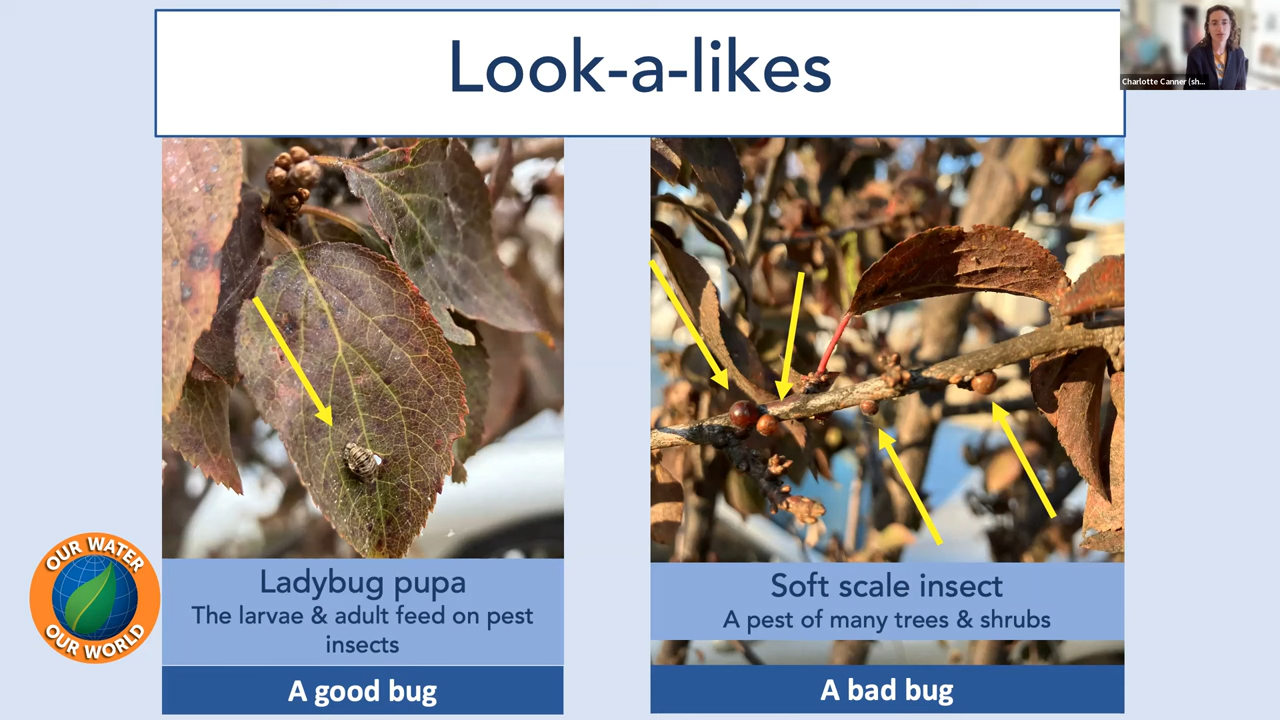 Look-a-likes
Charlotte Canner (sh...
OUR WATER
OUR WORLD
Ladybug pupa
The larvae & adult feed on pest
insects
A good bug
Soft scale insect
A pest of many trees & shrubs
A bad bug